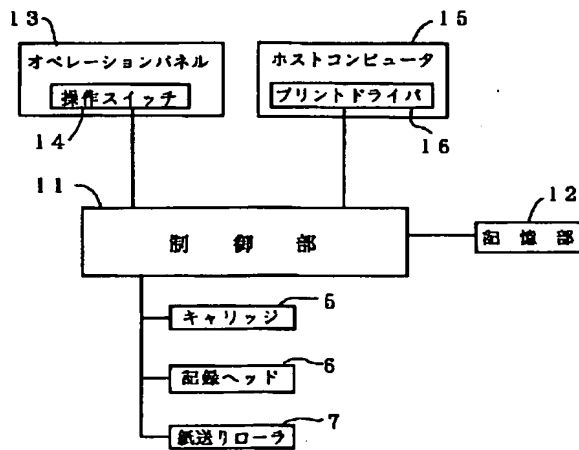 13
15
オペレーションパネル
ホストコンピュータ
操作スイッチ
プリントドライバ
14
16
11
12
制 御 部
記 憶 部
5
キャリッジ
6
記録ヘッド
7
紙送りローラ